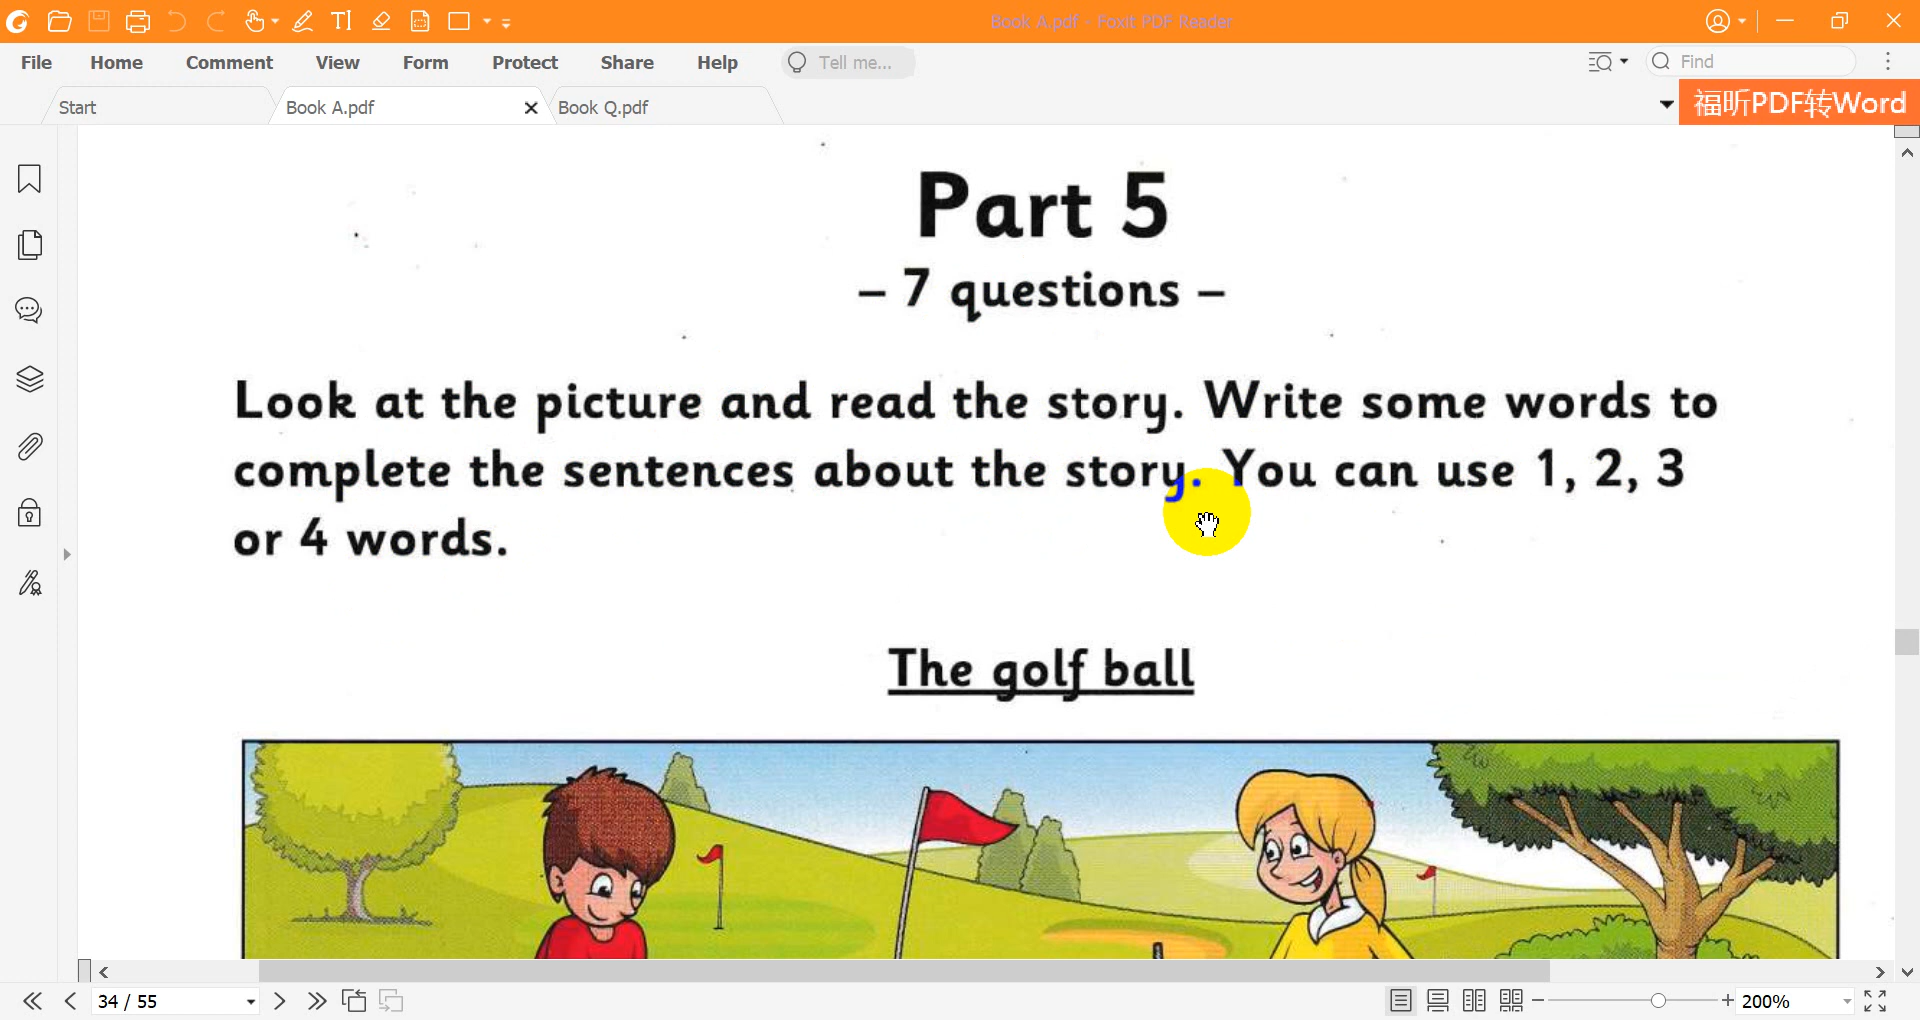 Book A.pdf - Foxit PDF Reader
File Home Comment View Form Protect Share Help Tell me... Find
Start Book A.pdf Book Q.pdf 福昕PDF转Word
Part 5
– 7 questions –
Look at the picture and read the story. Write some words to
complete the sentences about the story. You can use 1, 2, 3
or 4 words.
The golf ball
34 / 55 200%